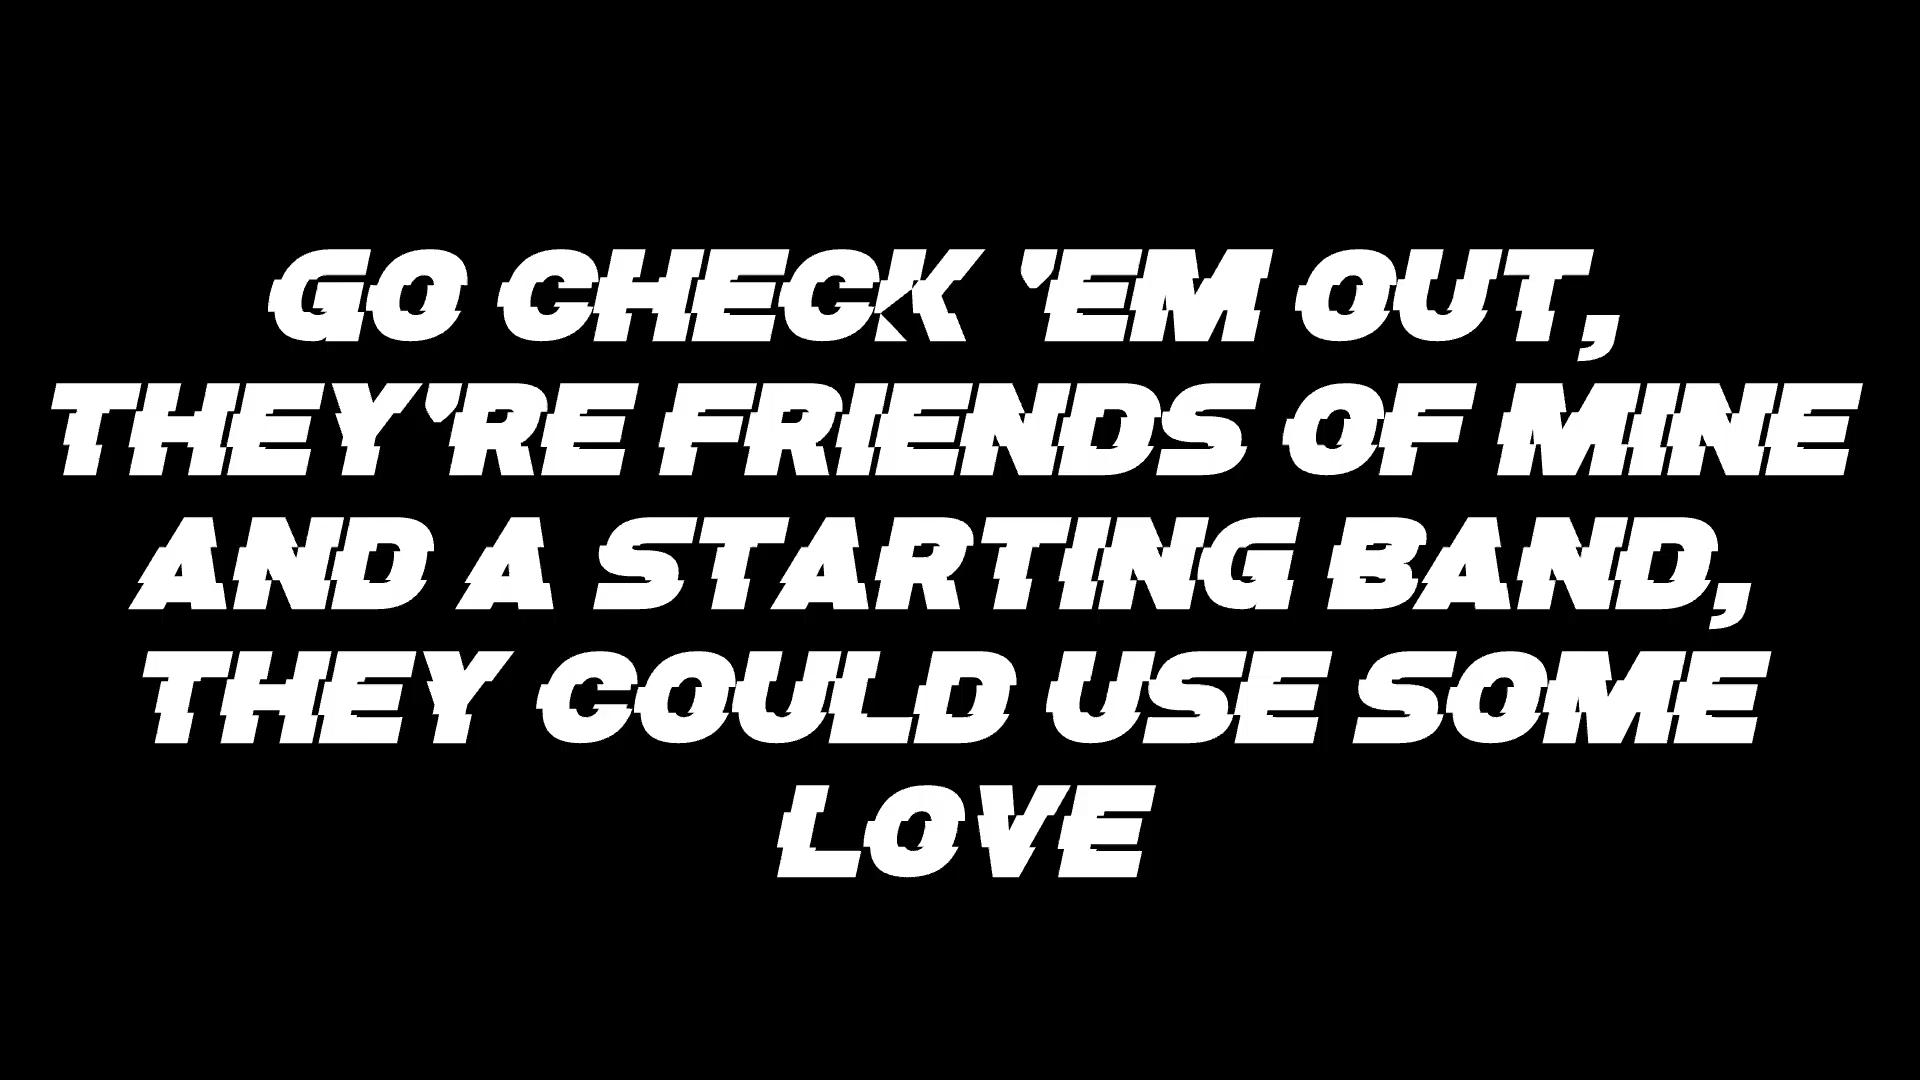 GO CHECK 'EM OUT,
THEY'RE FRIENDS OF MINE
AND A STARTING BAND,
THEY COULD USE SOME
LOVE